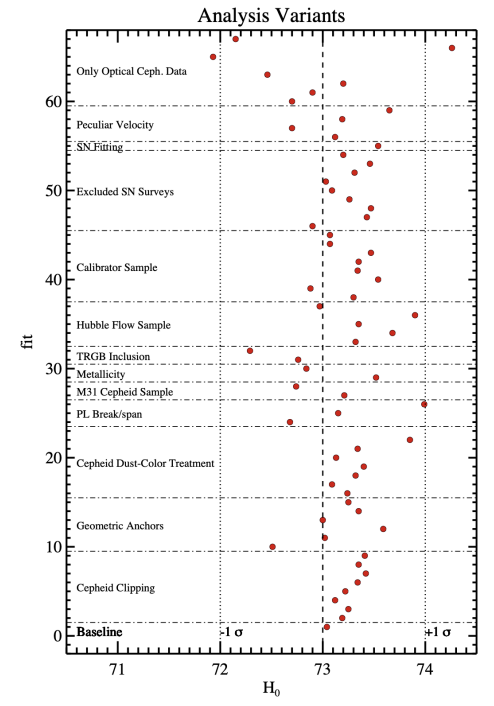 Analysis Variants
Only Optical Ceph. Data
60
Peculiar Velocity
SN Fitting
50
Excluded SN Surveys
40
Calibrator Sample
Hubble Flow Sample
fit
30
TRGB Inclusion
Metallicity
M31 Cepheid Sample
PL Break/span
20
Cepheid Dust-Color Treatment
Geometric Anchors
10
Cepheid Clipping
0
Baseline -1 σ +1 σ
71 72 73 74
H₀